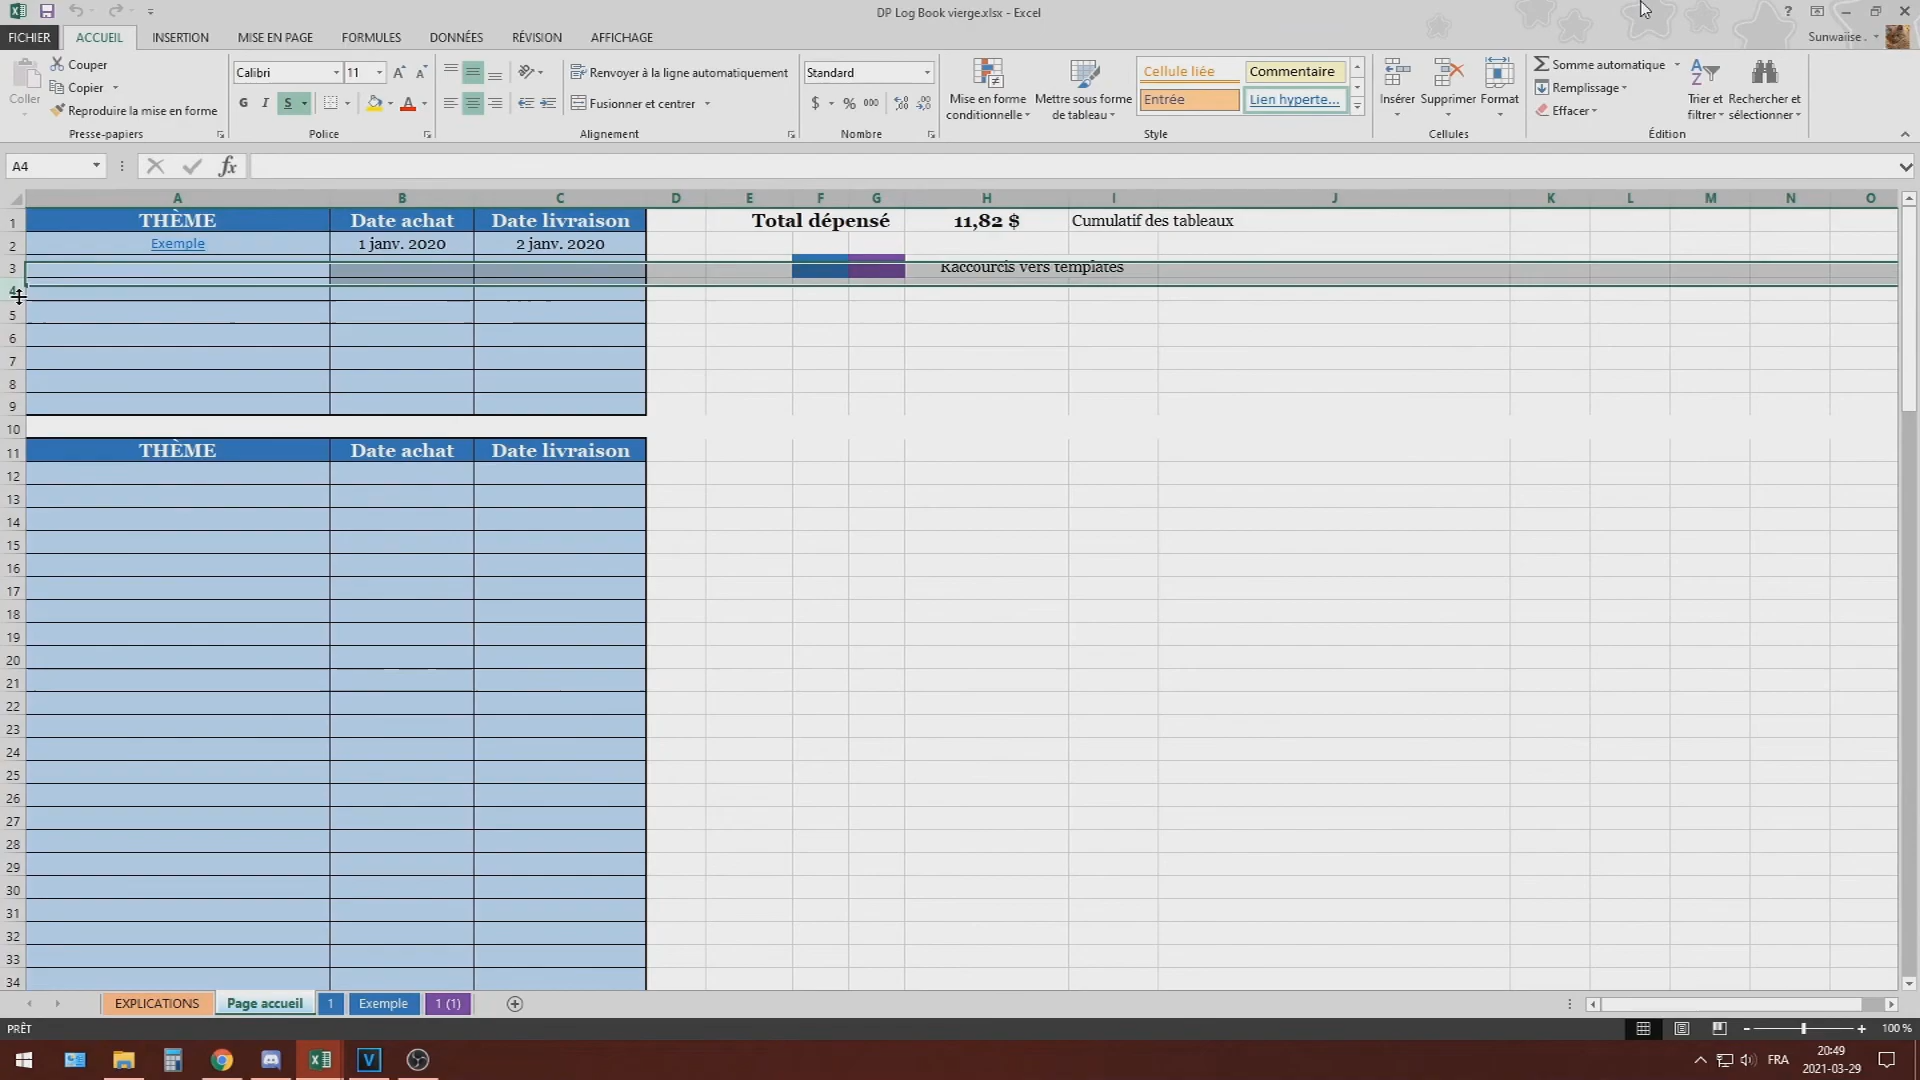 DP Log Book vierge.xlsx - Excel
?
FICHIER ACCUEIL INSERTION MISE EN PAGE FORMULES DONNÉES RÉVISION AFFICHAGE
Sunwaiise .
Coller
Couper
Copier
Reproduire la mise en forme
Presse-papiers
Calibri 11
G I S
Police
Renvoyer à la ligne automatiquement
Fusionner et centrer
Alignement
Standard
$ % 000
Nombre
Mise en forme conditionnelle
Mettre sous forme de tableau
Cellule liée Commentaire
Entrée Lien hyperte...
Style
Insérer Supprimer Format
Cellules
Somme automatique
Remplissage
Effacer
Trier et filtrer
Rechercher et sélectionner
Édition
A4 fx
A B C D E F G H I J K L M N O
1 THÈME Date achat Date livraison Total dépensé 11,82 $ Cumulatif des tableaux
2 Exemple 1 janv. 2020 2 janv. 2020
3 Raccourcis vers templates
4
5
6
7
8
9
10
11 THÈME Date achat Date livraison
12
13
14
15
16
17
18
19
20
21
22
23
24
25
26
27
28
29
30
31
32
33
34
EXPLICATIONS Page accueil 1 Exemple 1 (1)
PRÊT
100 %
FRA
20:49
2021-03-29